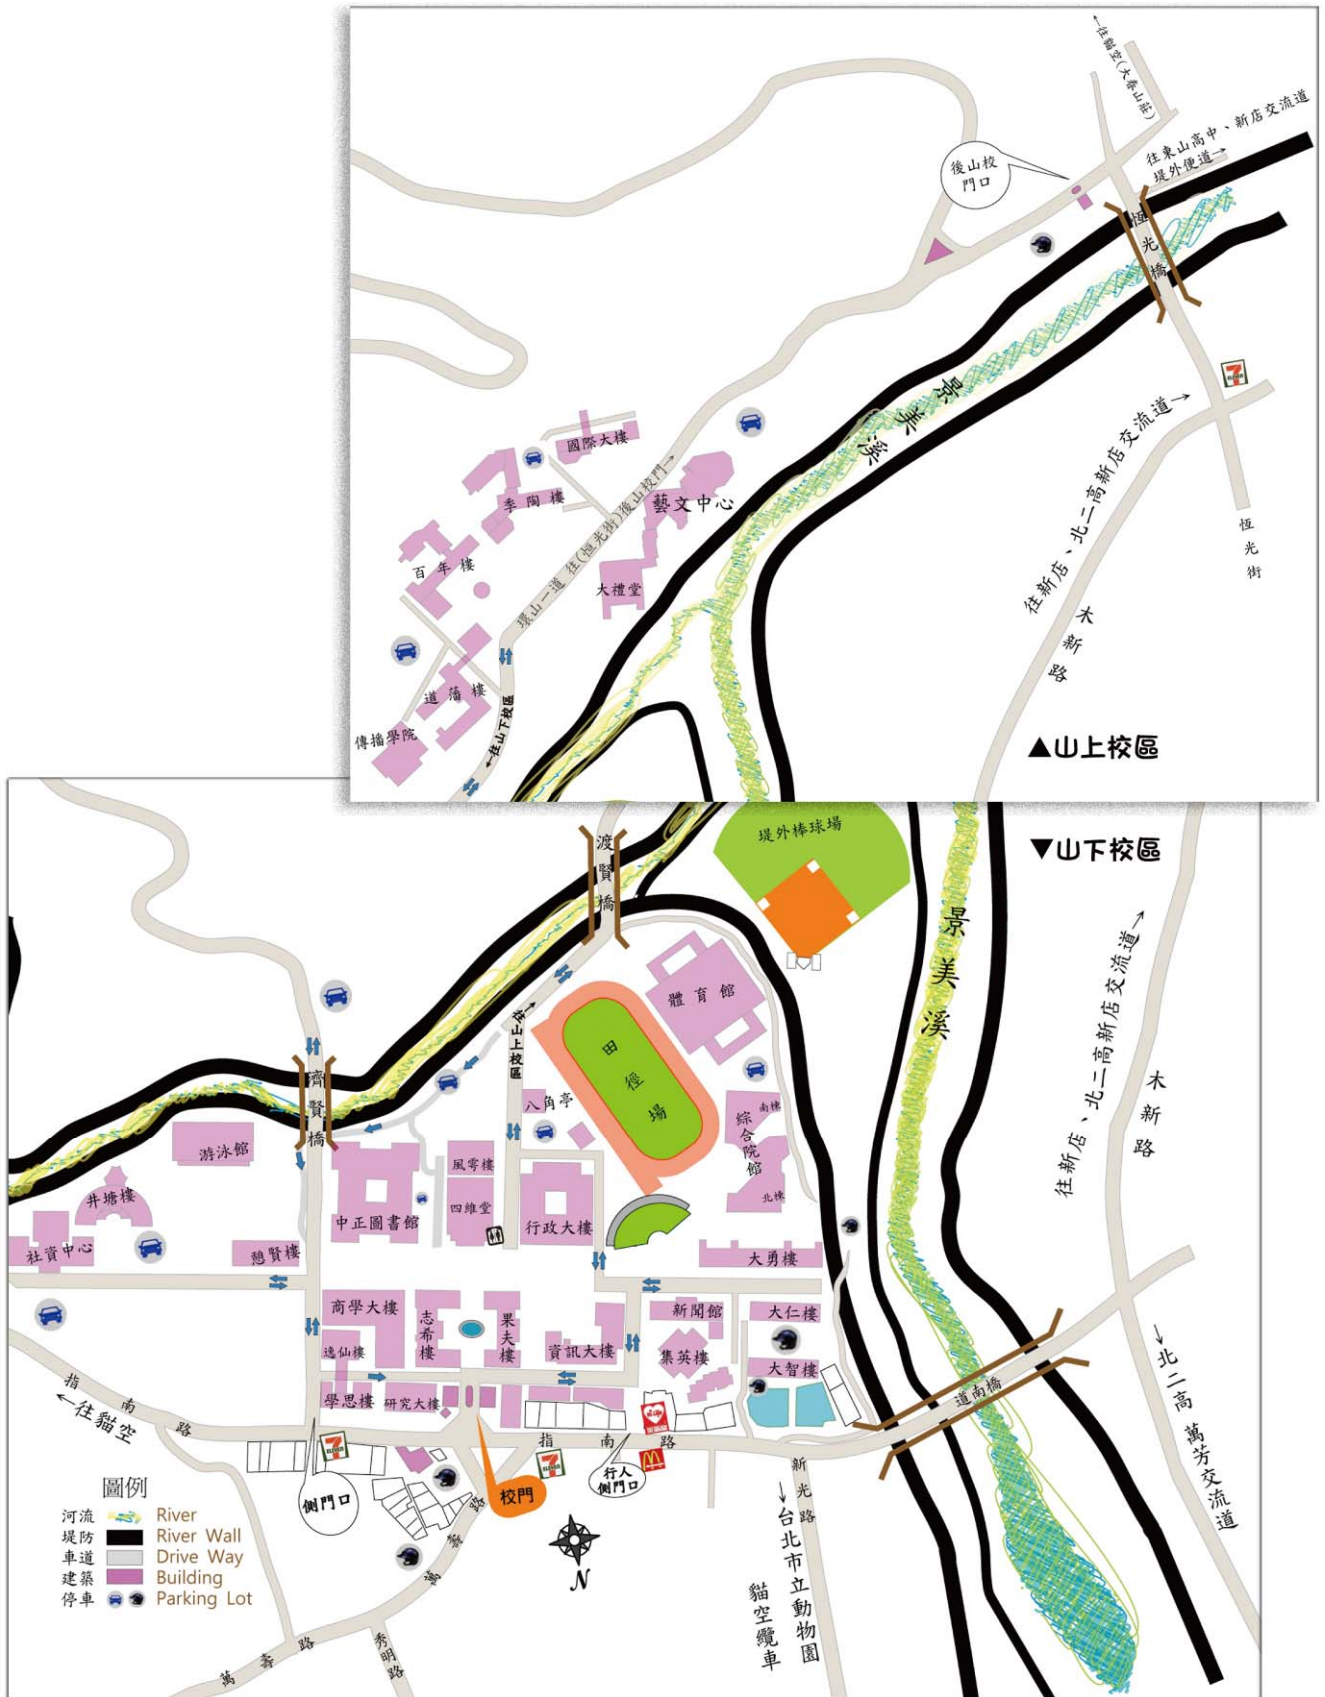 ←往貓空(大春山莊)
往東山高中、新店交流道
堤外便道→
後山校
門口
恆光橋
景美溪
往新店、北二高新店交流道→
恆光街
木新路
國際大樓
季陶樓
藝文中心
百年樓
大禮堂
環山一道 往(恒光街)後山校門→
道藩樓
傳播學院
←往山下校區
▲山上校區
▼山下校區
渡賢橋
堤外棒球場
景美溪
體育館
往山上校區→
田徑場
往新店、北二高新店交流道→
木新路
濟賢橋
八角亭
南棟
綜合院館
北棟
游泳館
風雩樓
井塘樓
中正圖書館
四維堂
行政大樓
社資中心
憩賢樓
大勇樓
商學大樓
志希樓
果夫樓
新聞館
大仁樓
逸仙樓
資訊大樓
集英樓
大智樓
學思樓
研究大樓
道南橋
指南路
←往貓空
指南路
側門口
校門
行人
側門口
新光路
→台北市立動物園
貓空纜車
→北二高 萬芳交流道
萬壽路
萬壽路
秀明路
N
圖例
河流 River
堤防 River Wall
車道 Drive Way
建築 Building
停車 Parking Lot